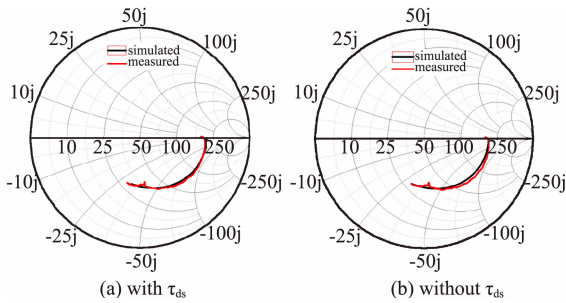 50j
25j
100j
simulated
measured
10j
250j
10 25 50 100 250
-10j
-250j
-25j
-100j
-50j
(a) with τds
50j
25j
100j
simulated
measured
10j
250j
10 25 50 100 250
-10j
-250j
-25j
-100j
-50j
(b) without τds